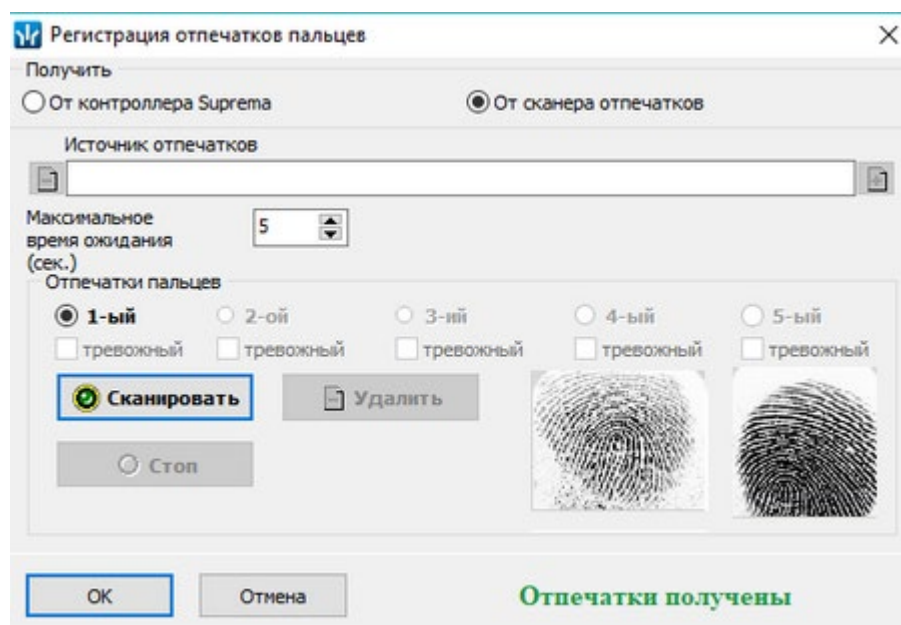 Регистрация отпечатков пальцев
Получить
От контроллера Suprema
От сканера отпечатков
Источник отпечатков
Максимальное
время ожидания
(сек.)
5
Отпечатки пальцев
1-ый 2-ой 3-ий 4-ый 5-ый
тревожный тревожный тревожный тревожный тревожный
Сканировать Удалить
Стоп
OK Отмена Отпечатки получены